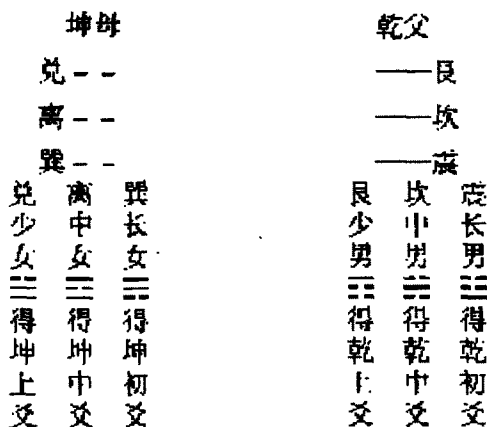 坤母
兑
离
巽
兑少女☱得坤上爻
离中女☲得坤中爻
巽长女☴得坤初爻
乾父
艮
坎
震
艮少男☶得乾上爻
坎中男☵得乾中爻
震长男☳得乾初爻